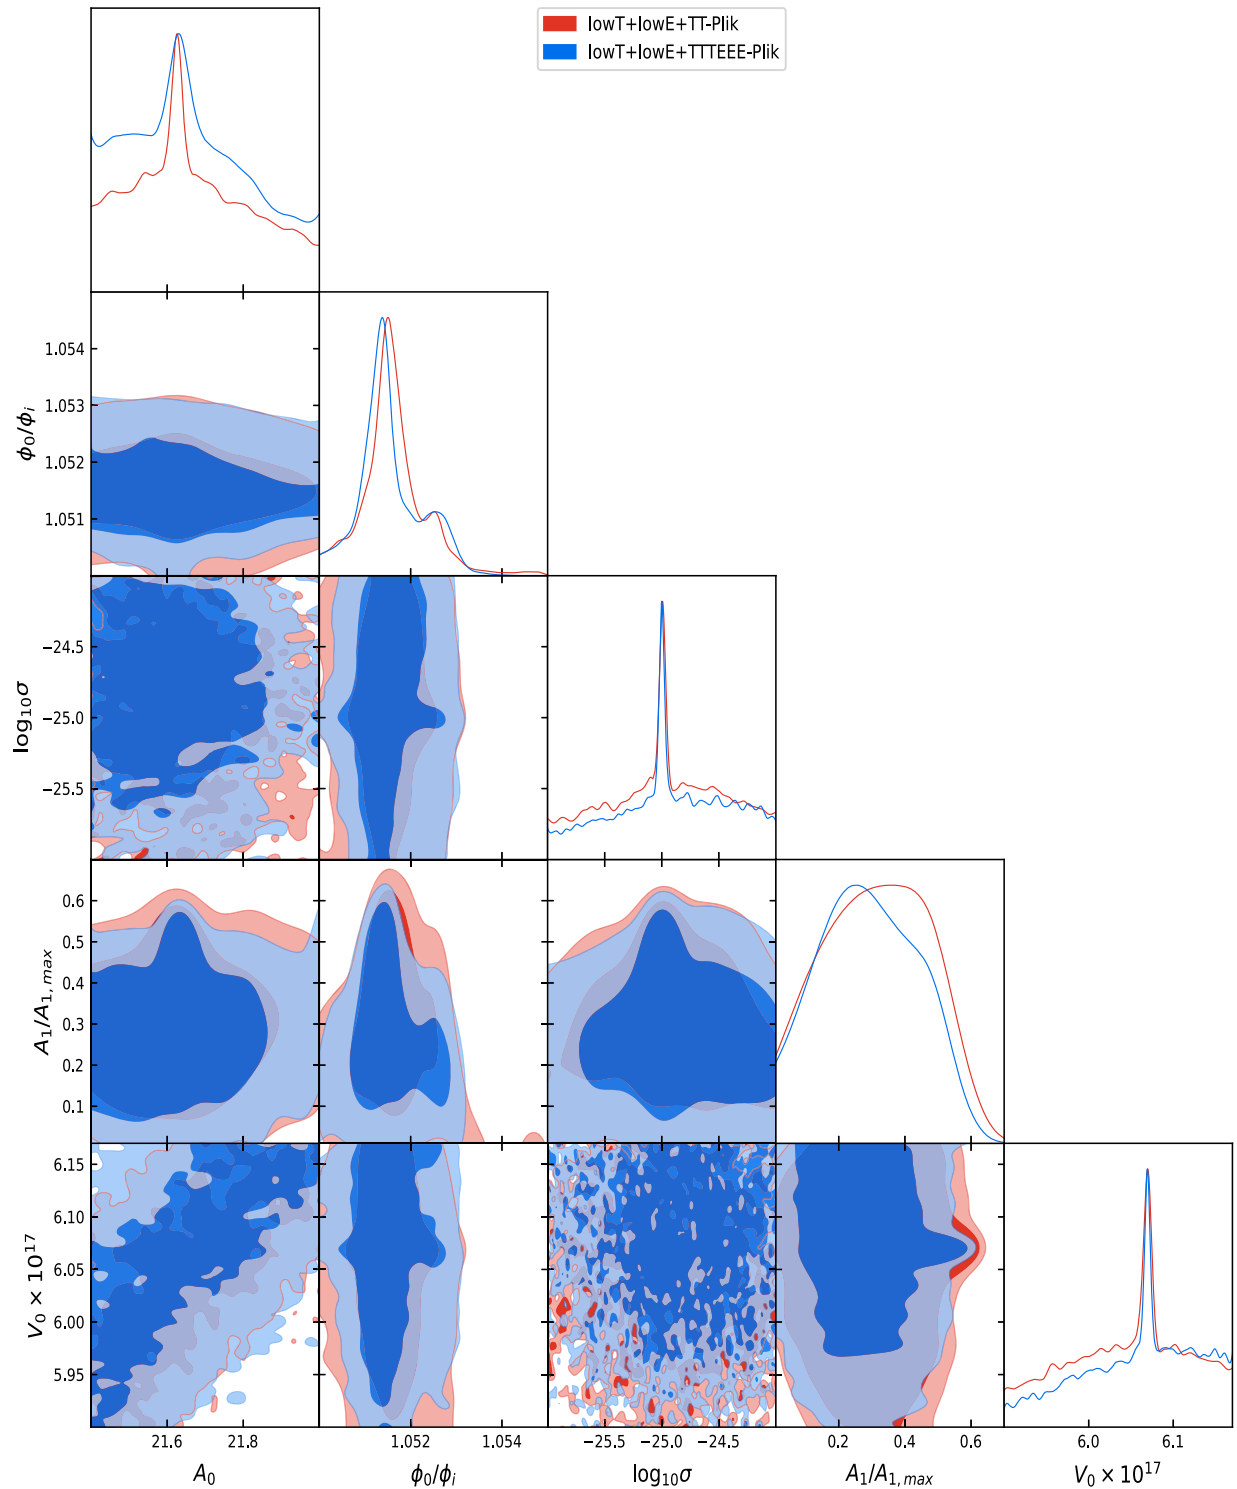 lowT+lowE+TT-Plik
lowT+lowE+TTTEEE-Plik
1.054
1.053
1.052
1.051
ϕ₀/ϕᵢ
−24.5
−25.0
−25.5
log₁₀σ
0.6
0.5
0.4
0.3
0.2
0.1
A₁/A₁,ₘₐₓ
6.15
6.10
6.05
6.00
5.95
V₀ × 10¹⁷
21.6 21.8 1.052 1.054 −25.5 −25.0 −24.5 0.2 0.4 0.6 6.0 6.1
A₀ ϕ₀/ϕᵢ log₁₀σ A₁/A₁,ₘₐₓ V₀ × 10¹⁷